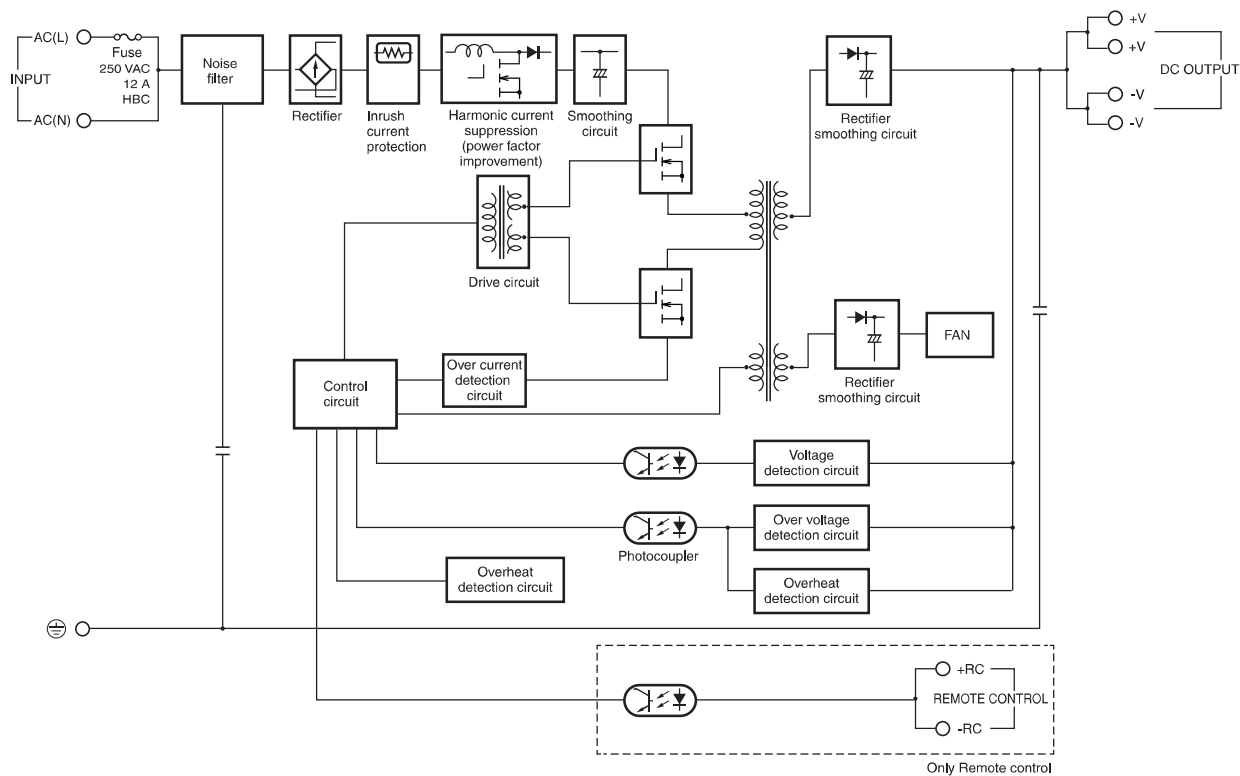 AC(L)
Fuse
250 VAC
12 A
HBC
INPUT
AC(N)
Noise
filter
Rectifier
Inrush
current
protection
Harmonic current
suppression
(power factor
improvement)
Smoothing
circuit
Rectifier
smoothing circuit
+V
+V
DC OUTPUT
-V
-V
Drive circuit
Control
circuit
Over current
detection
circuit
Rectifier
smoothing circuit
FAN
Voltage
detection circuit
Over voltage
detection circuit
Photocoupler
Overheat
detection circuit
Overheat
detection circuit
+RC
REMOTE CONTROL
-RC
Only Remote control